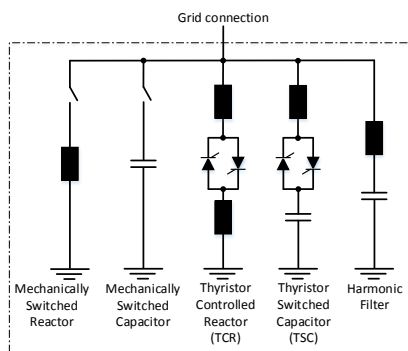 Grid connection
Mechanically
Switched
Reactor
Mechanically
Switched
Capacitor
Thyristor
Controlled
Reactor
(TCR)
Thyristor
Switched
Capacitor
(TSC)
Harmonic
Filter